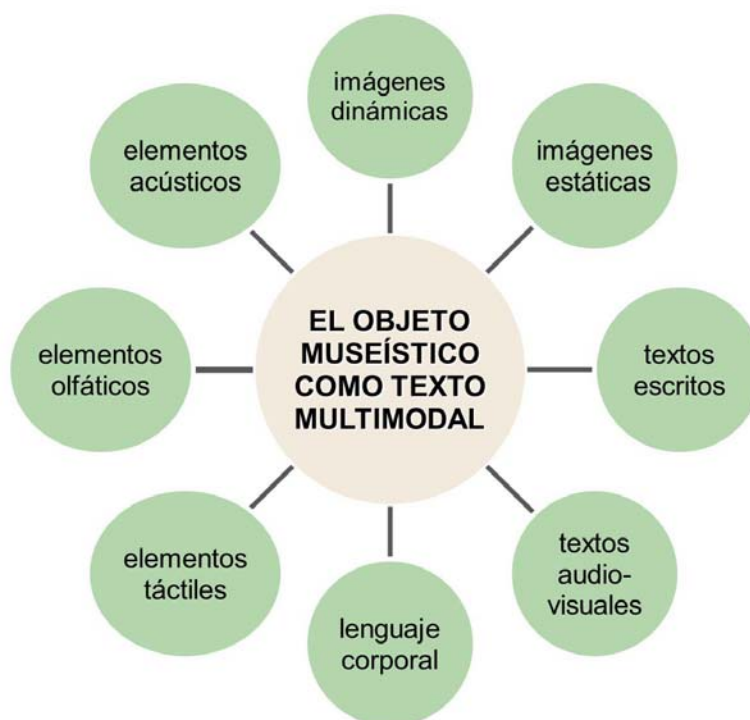 imágenes
dinámicas
imágenes
estáticas
textos
escritos
textos
audio-
visuales
lenguaje
corporal
elementos
táctiles
elementos
olfáticos
elementos
acústicos
EL OBJETO
MUSEÍSTICO
COMO TEXTO
MULTIMODAL